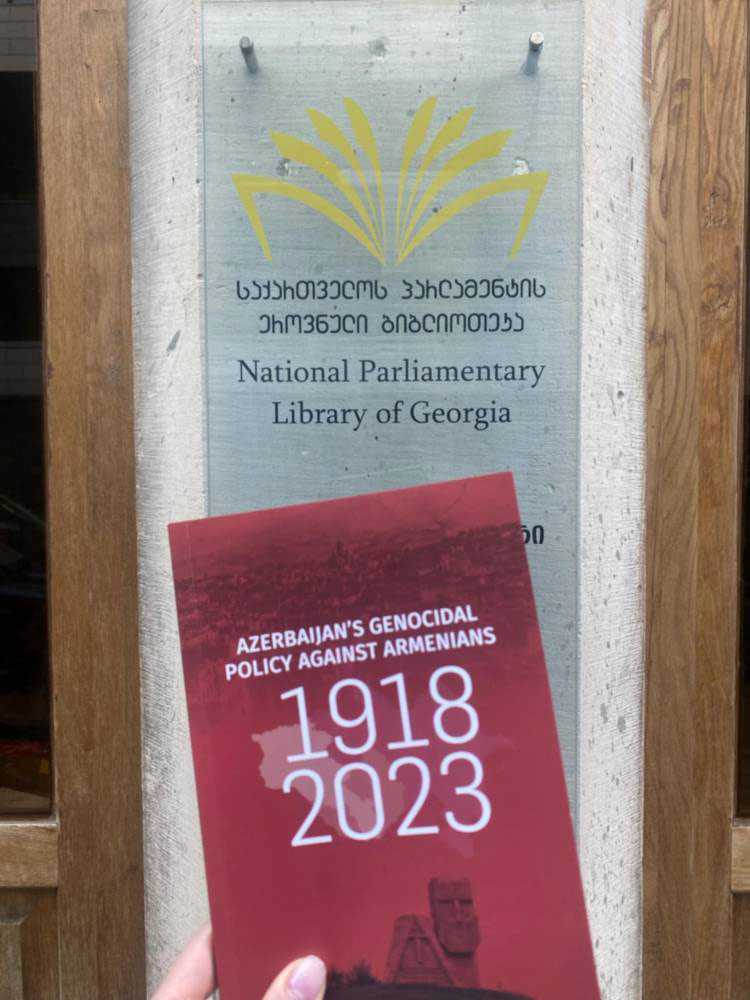 საქართველოს პარლამენტის
ეროვნული ბიბლიოთეკა
National Parliamentary
Library of Georgia
AZERBAIJAN'S GENOCIDAL
POLICY AGAINST ARMENIANS
1918
2023